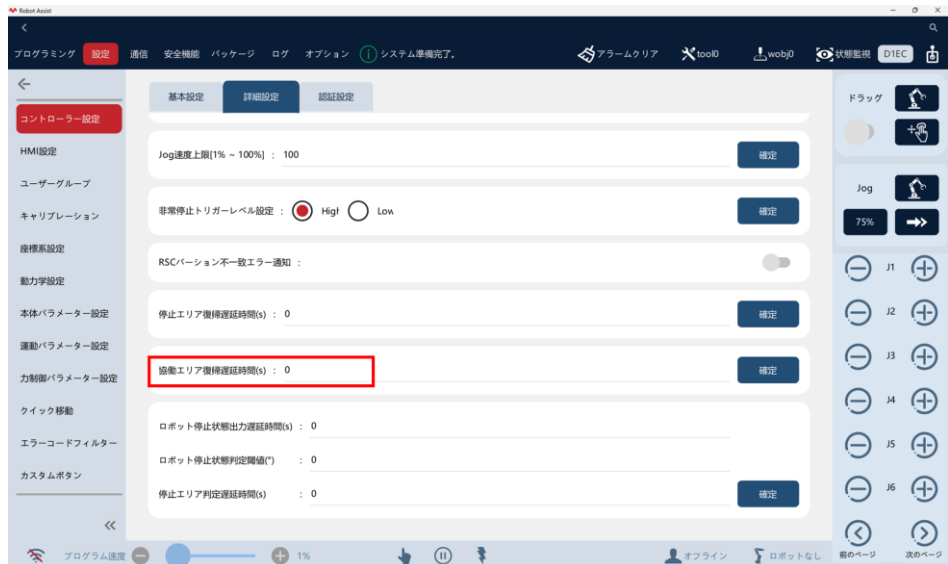 Robot Assist
プログラミング 設定 通信 安全機能 パッケージ ログ オプション システム準備完了。 アラームクリア tool0 wobj0 状態監視 D1EC
コントローラー設定
HMI設定
ユーザーグループ
キャリブレーション
座標系設定
動力学設定
本体パラメーター設定
運動パラメーター設定
力制御パラメーター設定
クイック移動
エラーコードフィルター
カスタムボタン
基本設定 詳細設定 認証設定
Jog速度上限[1% ~ 100%] : 100 確定
非常停止トリガーレベル設定 : High Low 確定
RSCバージョン不一致エラー通知 :
停止エリア復帰遅延時間(s) : 0 確定
協働エリア復帰遅延時間(s) : 0 確定
ロボット停止状態出力遅延時間(s) : 0
ロボット停止状態判定閾値(°) : 0
停止エリア判定遅延時間(s) : 0 確定
ドラッグ
Jog
75%
J1
J2
J3
J4
J5
J6
前のページ 次のページ
プログラム速度 1% オフライン ロボットなし